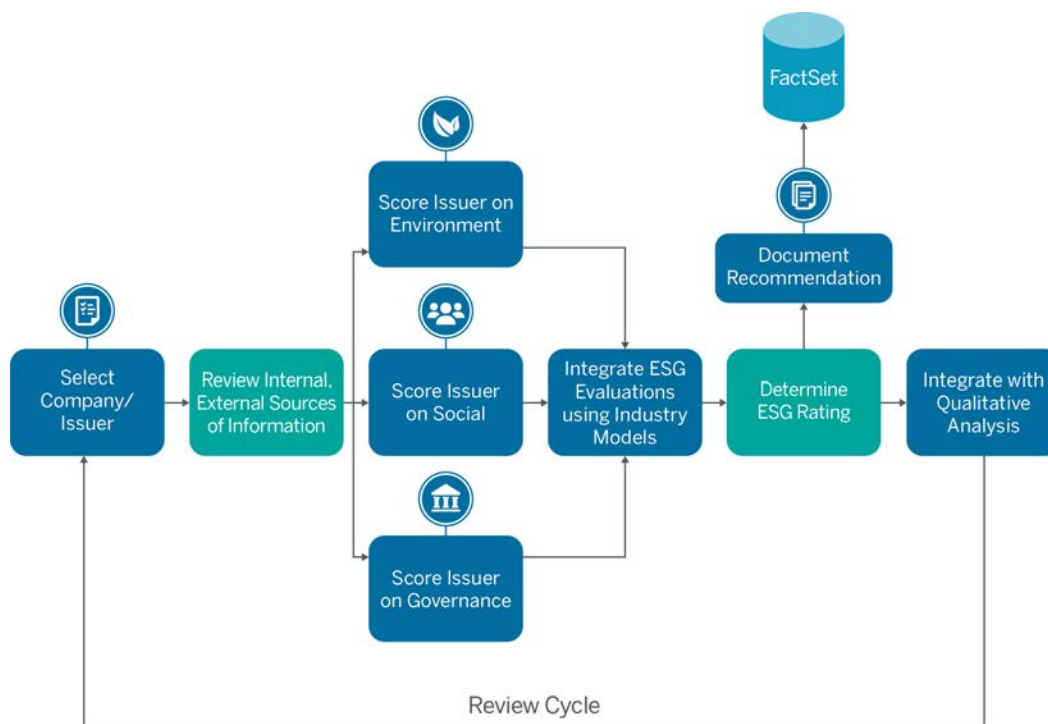 FactSet
Score Issuer on
Environment
Document
Recommendation
Select
Company/
Issuer
Review Internal,
External Sources
of Information
Score Issuer
on Social
Integrate ESG
Evaluations
using Industry
Models
Determine
ESG Rating
Integrate with
Qualitative
Analysis
Score Issuer
on Governance
Review Cycle